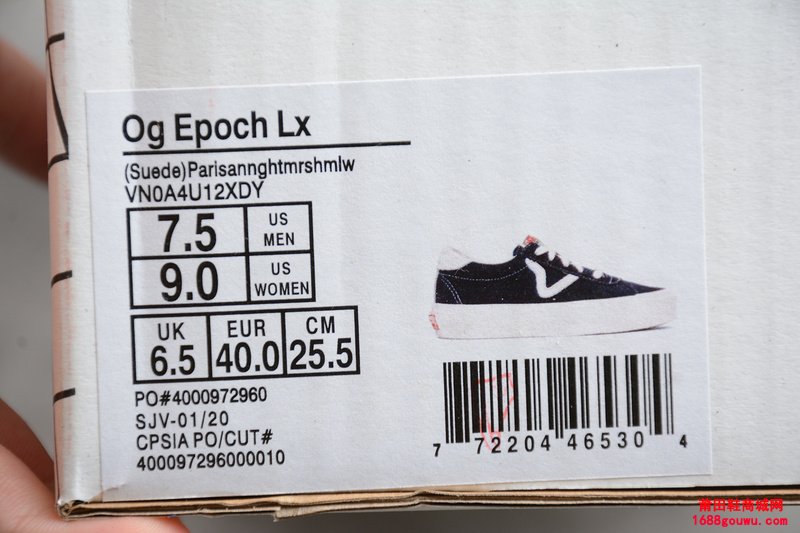 Og Epoch Lx
(Suede)Parisannghtmrshmlw
VN0A4U12XDY
7.5 US MEN
9.0 US WOMEN
UK EUR CM
6.5 40.0 25.5
PO#4000972960
SJV-01/20
CPSIA PO/CUT#
400097296000010
7 72204 46530 4
莆田鞋商城网
1688gouwu.com